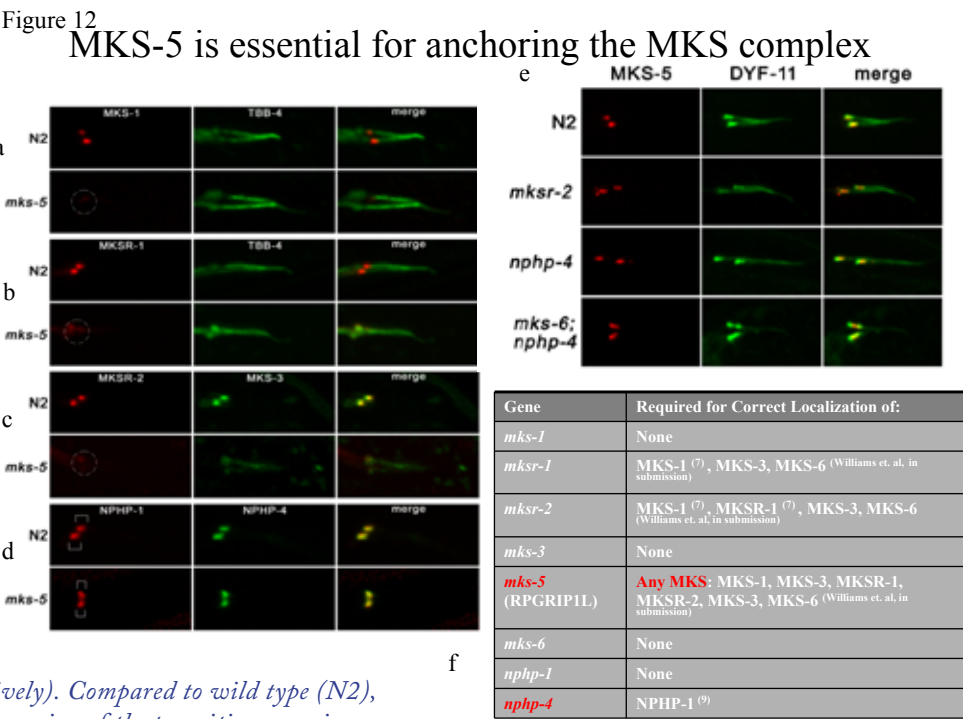 Figure 12
MKS-5 is essential for anchoring the MKS complex
a
MKS-1 TBB-4 merge
N2
mks-5
b
MKSR-1 TBB-4 merge
N2
mks-5
c
MKSR-2 MKS-3 merge
N2
mks-5
d
NPHP-1 NPHP-4 merge
N2
mks-5
e
MKS-5 DYF-11 merge
N2
mksr-2
nphp-4
mks-6;
nphp-4
f
Gene Required for Correct Localization of:
mks-1 None
mksr-1 MKS-1 (7) , MKS-3, MKS-6 (Williams et. al, in
submission)
mksr-2 MKS-1 (7) , MKSR-1 (7) , MKS-3, MKS-6
(Williams et. al, in submission)
mks-3 None
mks-5 Any MKS: MKS-1, MKS-3, MKSR-1,
(RPGRIP1L) MKSR-2, MKS-3, MKS-6 (Williams et. al, in
submission)
mks-6 None
nphp-1 None
nphp-4 NPHP-1 (9)
ively). Compared to wild type (N2),